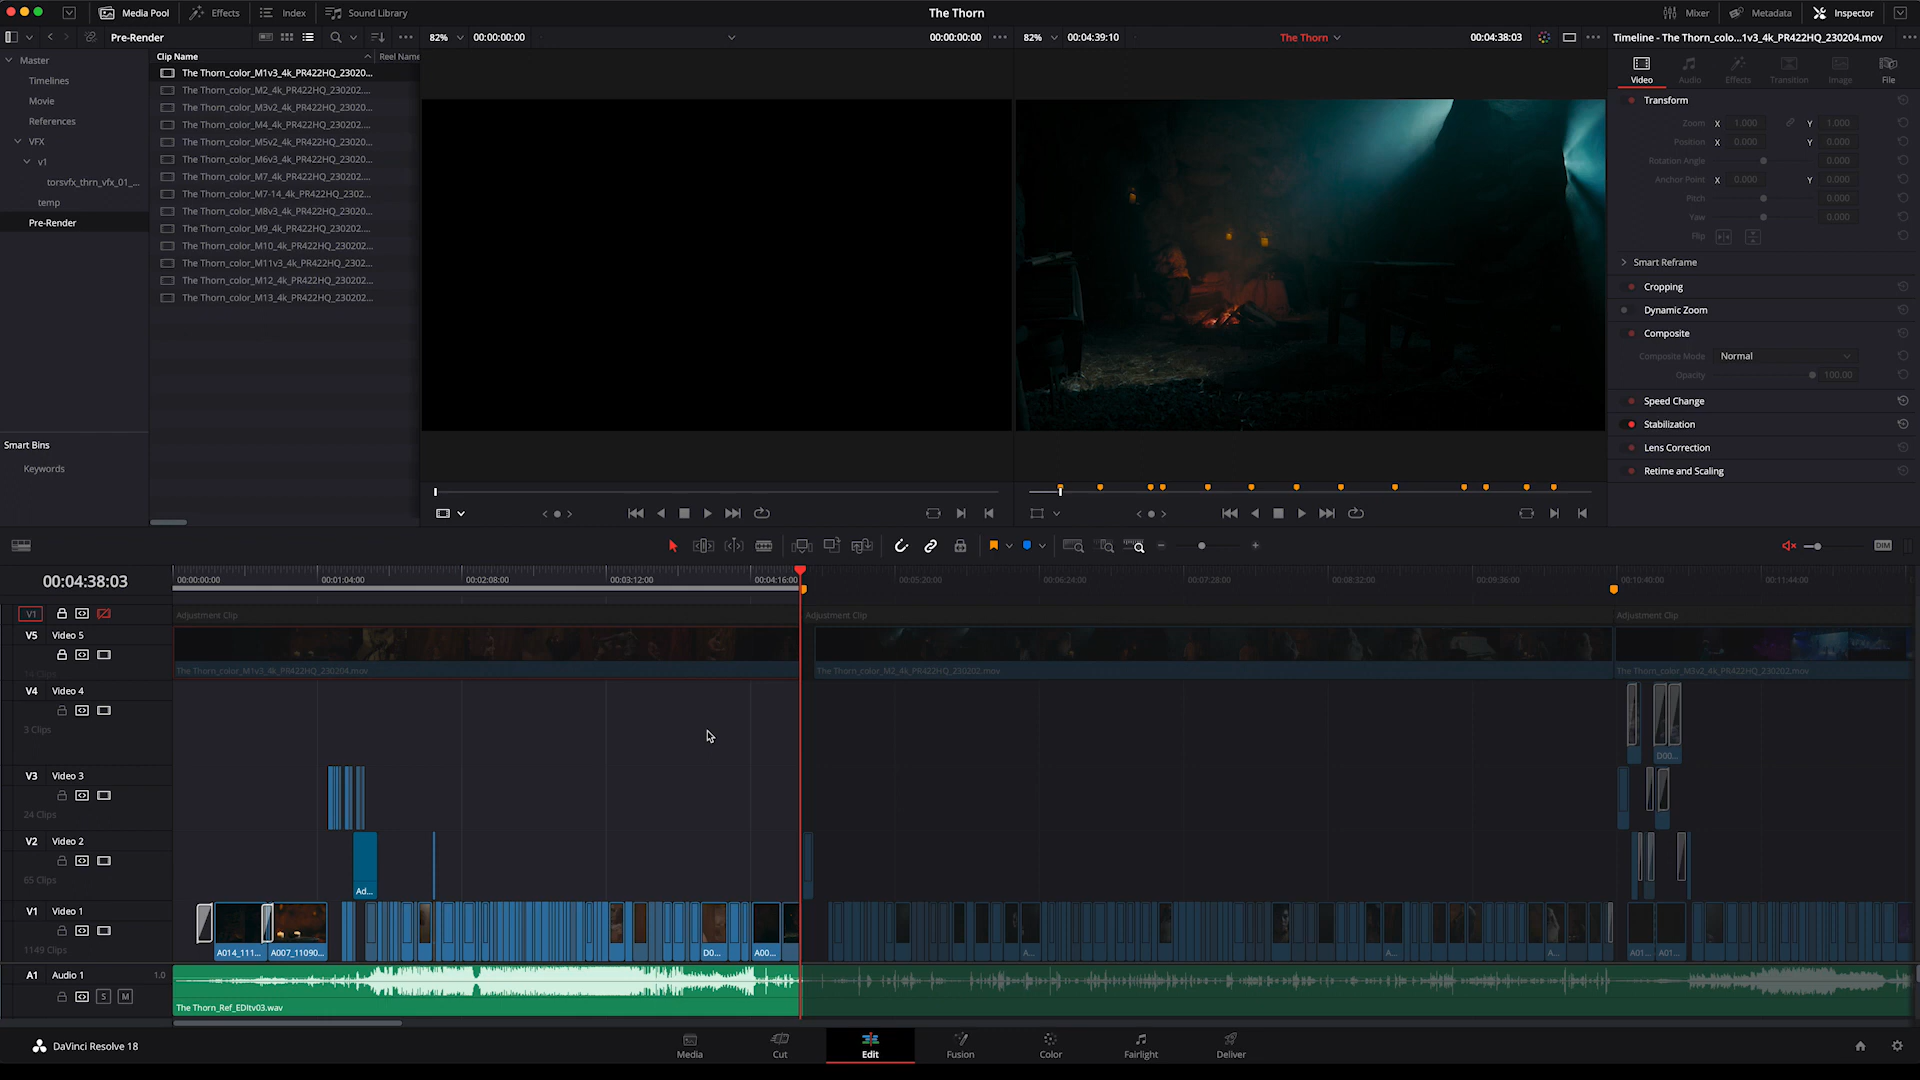 Media Pool
Effects
Index
Sound Library
The Thorn
Mixer
Metadata
Inspector
Pre-Render
82%
00:00:00:00
00:00:00:00
82%
00:04:39:10
The Thorn
00:04:38:03
Timeline - The Thorn_colo...1v3_4k_PR422HQ_230204.mov
Master
Timelines
Movie
References
VFX
v1
torsvfx_thrn_vfx_01_...
temp
Pre-Render
Smart Bins
Keywords
Clip Name
Reel Name
The Thorn_color_M1v3_4k_PR422HQ_23020...
The Thorn_color_M2_4k_PR422HQ_230202....
The Thorn_color_M3v2_4k_PR422HQ_23020...
The Thorn_color_M4_4k_PR422HQ_230202....
The Thorn_color_M5v2_4k_PR422HQ_23020...
The Thorn_color_M6v3_4k_PR422HQ_23020...
The Thorn_color_M7_4k_PR422HQ_230202....
The Thorn_color_M7-14_4k_PR422HQ_2302...
The Thorn_color_M8v3_4k_PR422HQ_23020...
The Thorn_color_M9_4k_PR422HQ_230202....
The Thorn_color_M10_4k_PR422HQ_230202...
The Thorn_color_M11v3_4k_PR422HQ_2302...
The Thorn_color_M12_4k_PR422HQ_230202...
The Thorn_color_M13_4k_PR422HQ_230202...
Video
Audio
Effects
Transition
Image
File
Transform
Zoom X 1.000 Y 1.000
Position X 0.000 Y 0.000
Rotation Angle 0.000
Anchor Point X 0.000 Y 0.000
Pitch 0.000
Yaw 0.000
Flip
Smart Reframe
Cropping
Dynamic Zoom
Composite
Composite Mode Normal
Opacity 100.00
Speed Change
Stabilization
Lens Correction
Retime and Scaling
DIM
00:04:38:03
00:00:00:00
00:01:04:00
00:02:08:00
00:03:12:00
00:04:16:00
00:05:20:00
00:06:24:00
00:07:28:00
00:08:32:00
00:09:36:00
00:10:40:00
00:11:44:00
V1
Adjustment Clip
Adjustment Clip
Adjustment Clip
V5 Video 5
14 Clips
The Thorn_color_M1v3_4k_PR422HQ_230204.mov
The Thorn_color_M2_4k_PR422HQ_230202.mov
The Thorn_color_M3v2_4k_PR422HQ_230202.mov
V4 Video 4
3 Clips
D00...
V3 Video 3
24 Clips
V2 Video 2
65 Clips
Ad...
V1 Video 1
1149 Clips
A014_111...
A007_11090...
D0...
A00...
A...
A...
A...
A01...
A01...
A1 Audio 1 1.0
S M
The Thorn_Ref_EDItv03.wav
DaVinci Resolve 18
Media
Cut
Edit
Fusion
Color
Fairlight
Deliver